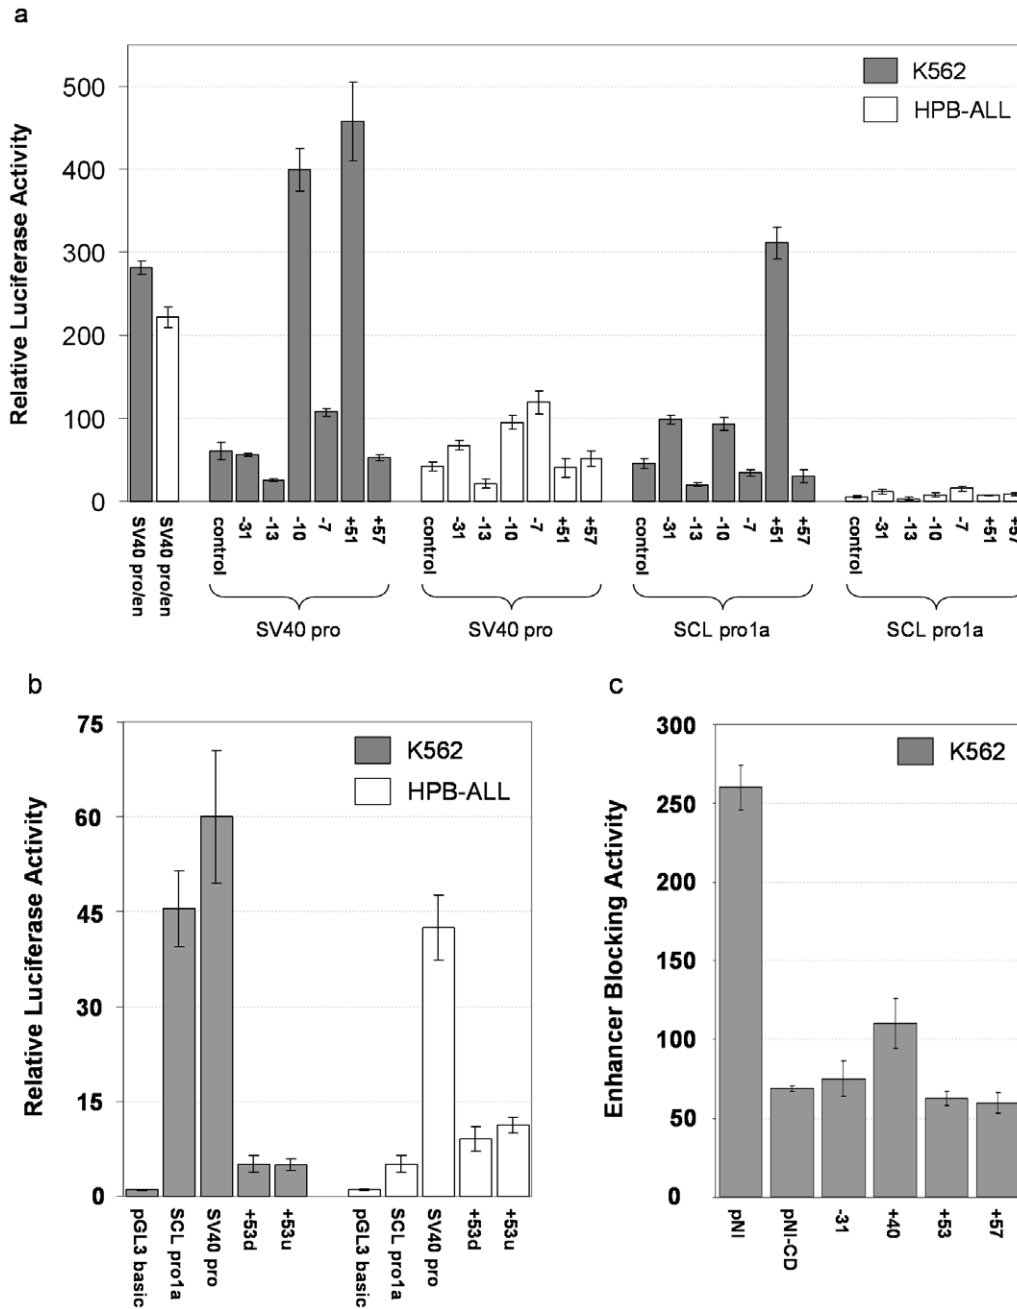 a
Relative Luciferase Activity
500
400
300
200
100
0
K562
HPB-ALL
SV40 pro/en
SV40 pro/en
control
-31
-13
-10
-7
+51
+57
SV40 pro
control
-31
-13
-10
-7
+51
+57
SV40 pro
control
-31
-13
-10
-7
+51
+57
SCL pro1a
control
-31
-13
-10
-7
+51
+57
SCL pro1a
b
Relative Luciferase Activity
75
60
45
30
15
0
K562
HPB-ALL
pGL3 basic
SCL pro1a
SV40 pro
+53d
+53u
pGL3 basic
SCL pro1a
SV40 pro
+53d
+53u
c
Enhancer Blocking Activity
300
250
200
150
100
50
0
K562
pNI
pNI-CD
-31
+40
+53
+57